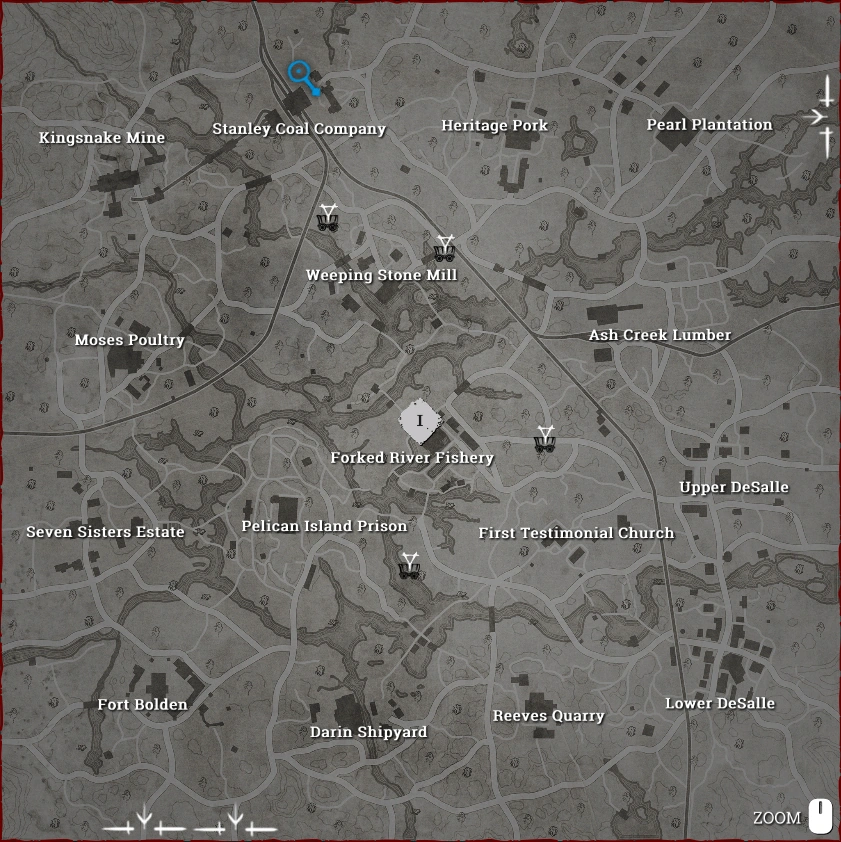 Stanley Coal Company
Heritage Pork
Pearl Plantation
Kingsnake Mine
Weeping Stone Mill
Moses Poultry
Ash Creek Lumber
I
Forked River Fishery
Upper DeSalle
Seven Sisters Estate
Pelican Island Prison
First Testimonial Church
Fort Bolden
Darin Shipyard
Reeves Quarry
Lower DeSalle
ZOOM